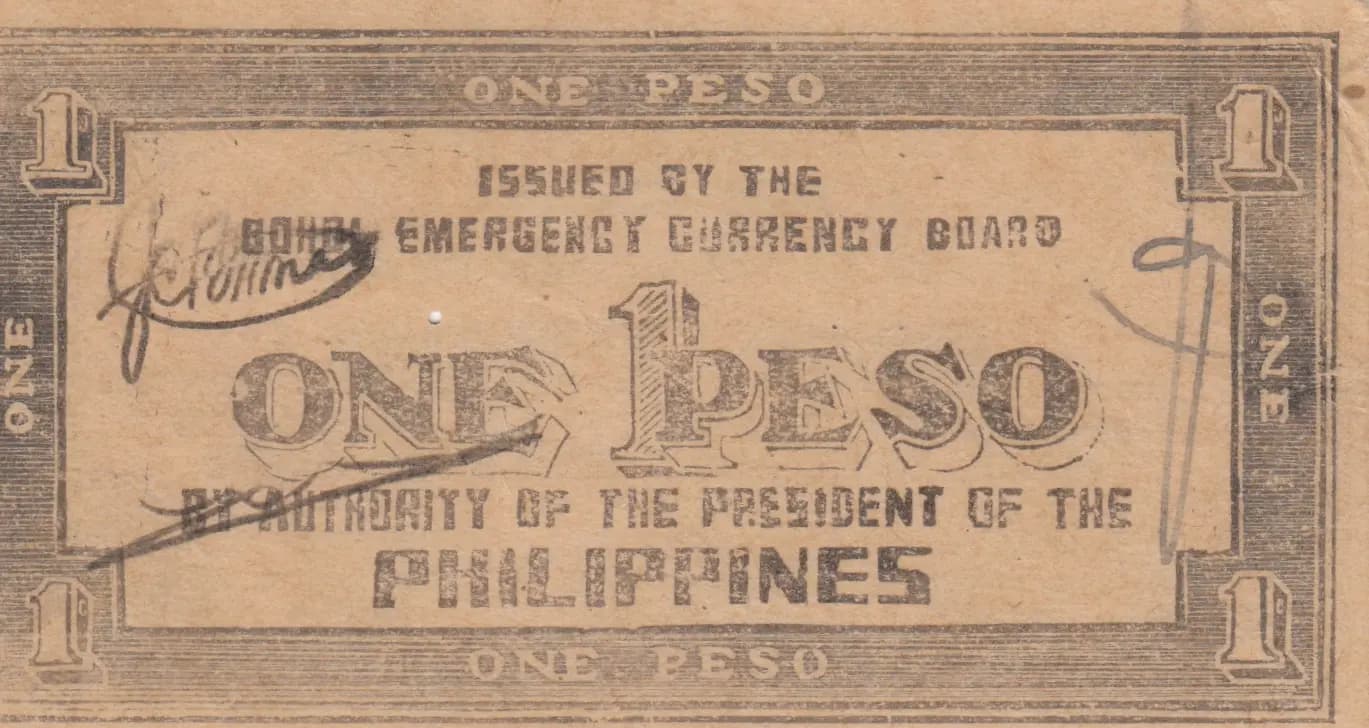 ONE PESO
1 1
ISSUED BY THE
BOHOL EMERGENCY CURRENCY BOARD
ONE 1 PESO
ONE ONE
BY AUTHORITY OF THE PRESIDENT OF THE
PHILIPPINES
1 1
ONE PESO